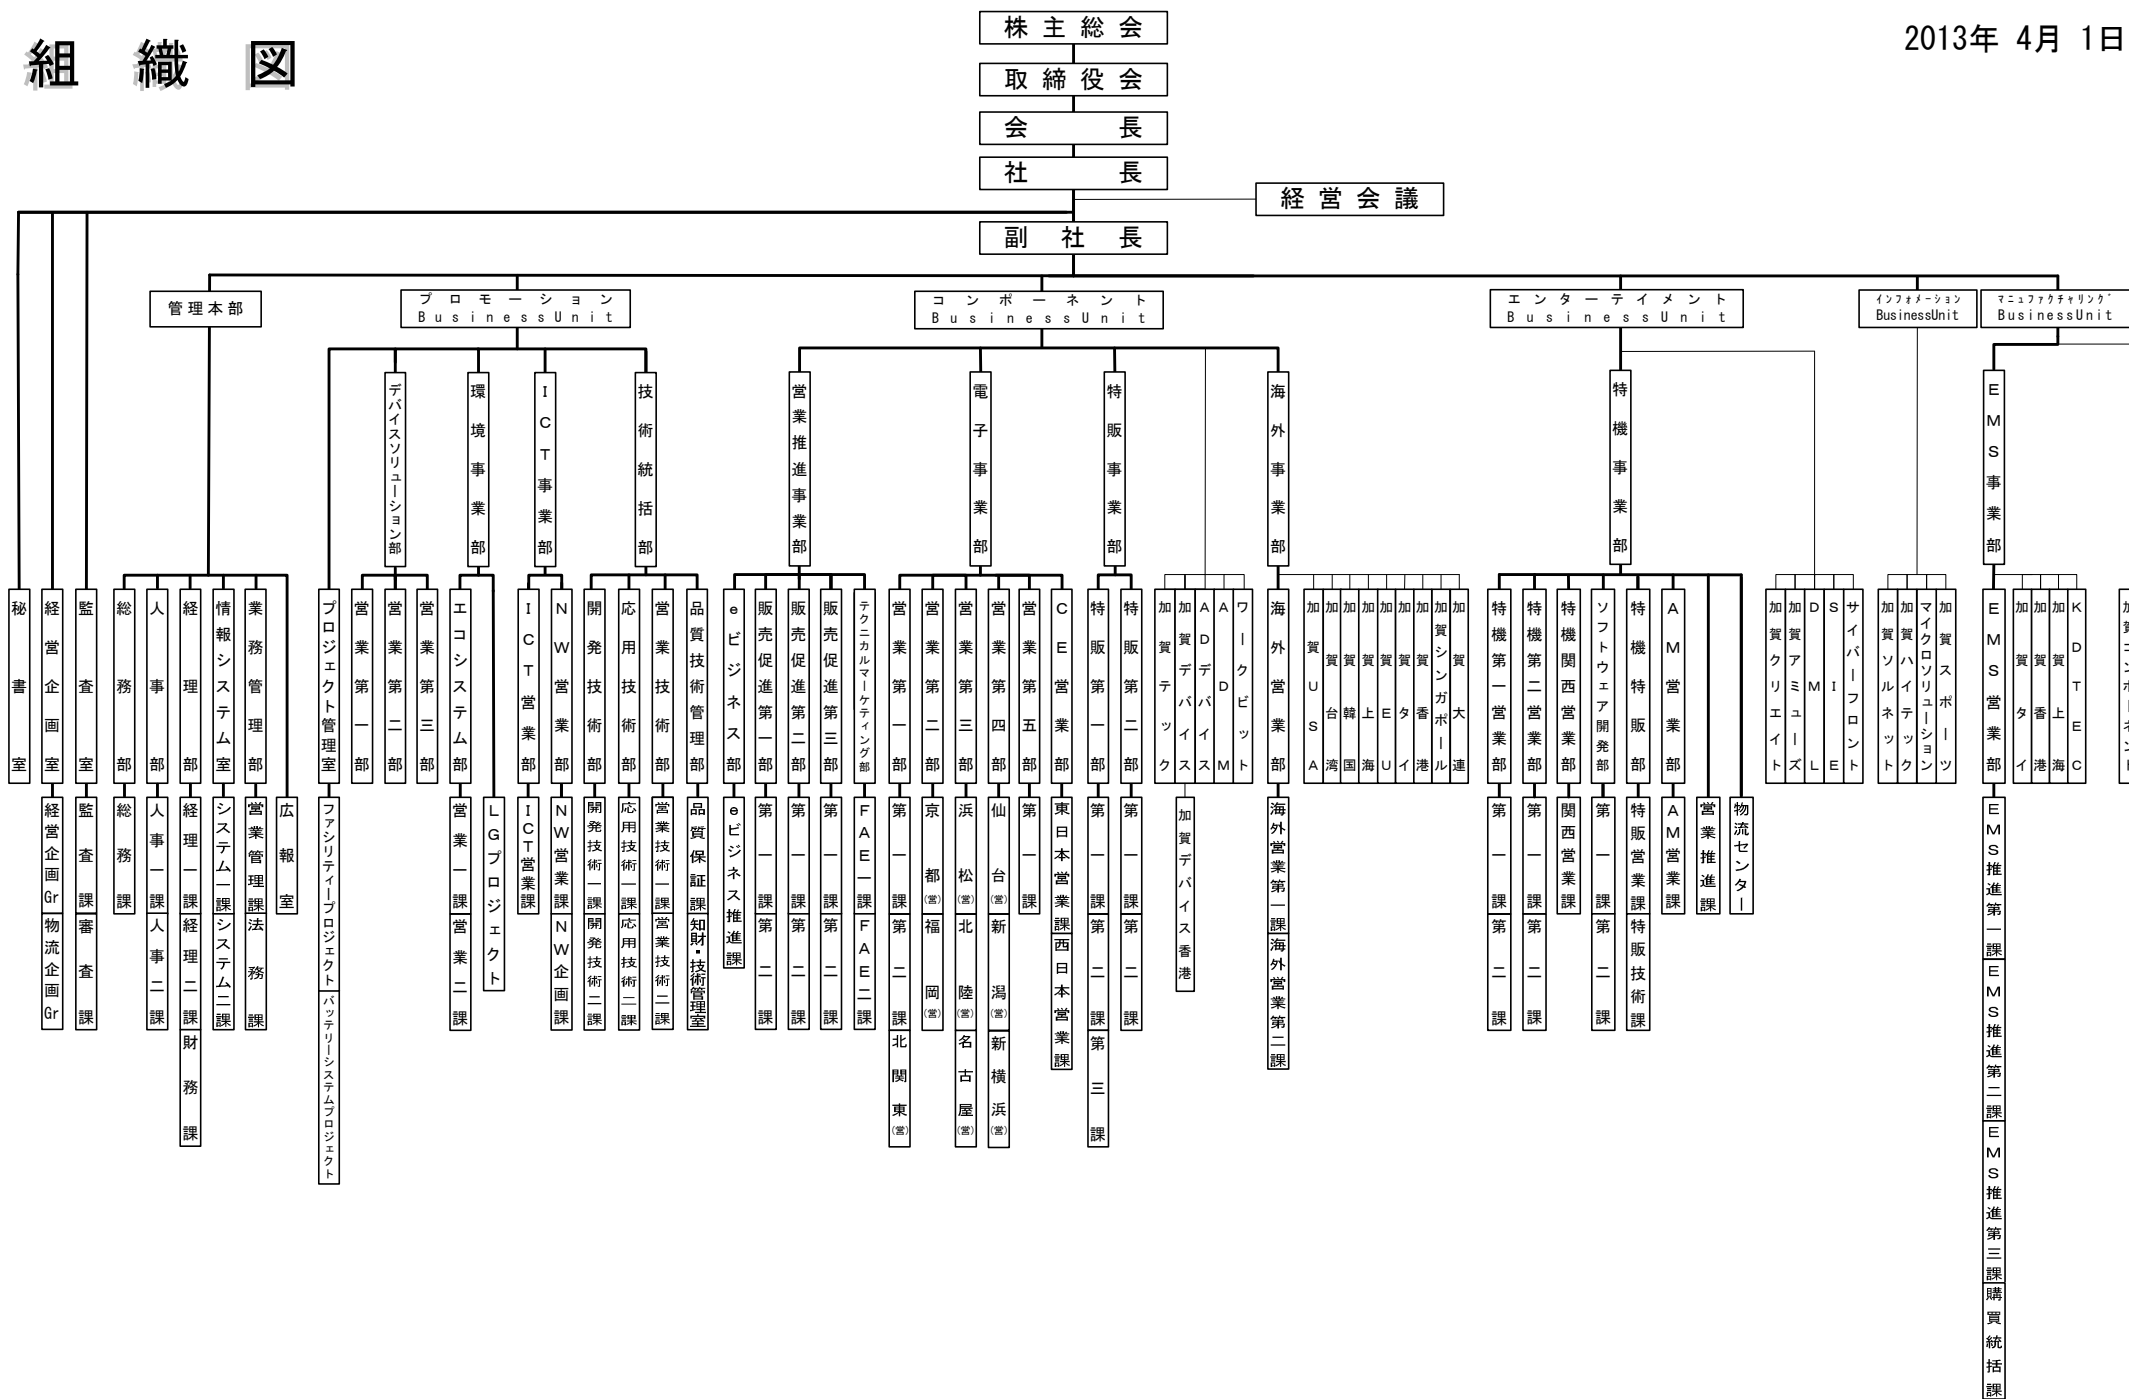 組織図
2013年 4月 1日
株主総会
取締役会
会長
社長
経営会議
副社長
管理本部
プロモーション
BusinessUnit
コンポーネント
BusinessUnit
エンターテイメント
BusinessUnit
インフォメーション
BusinessUnit
マニュファクチャリング
BusinessUnit
デバイスソリューション部
環境事業部
ICT事業部
技術統括部
営業推進事業部
電子事業部
特販事業部
海外事業部
特機事業部
EMS事業部
秘書室
経営企画室
監査室
総務部
人事部
経理部
情報システム室
業務管理部
プロジェクト管理室
営業第一部
営業第二部
営業第三部
エコシステム部
ICT営業部
NW営業部
開発技術部
応用技術部
営業技術部
品質技術管理部
eビジネス部
販売促進第一部
販売促進第二部
販売促進第三部
テクニカルマーケティング部
営業第一部
営業第二部
営業第三部
営業第四部
営業第五部
CE営業部
特販第一部
特販第二部
加賀テック
加賀デバイス
ADデバイス
ADM
ワークビット
海外営業部
加賀USA
加賀台湾
加賀韓国
加賀上海
加賀EU
加賀タイ
加賀香港
加賀シンガポール
加賀大連
特機第一営業部
特機第二営業部
特機関西営業部
ソフトウェア開発部
特機特販部
AM営業部
加賀クリエイト
加賀アミューズ
DML
SIE
サイバーフロント
加賀ソルネット
加賀ハイテック
マイクロソリューション
加賀スポーツ
EMS営業部
加賀タイ
加賀香港
加賀上海
KDTEC
加賀コンポーネント
経営企画Gr
物流企画Gr
監査課
審査課
総務課
人事一課
人事二課
経理一課
経理二課
財務課
システム一課
システム二課
営業管理課
法務課
広報室
ファシリティープロジェクト
バッテリーシステムプロジェクト
営業一課
営業二課
LGプロジェクト
ICT営業課
NW営業課
NW企画課
開発技術一課
開発技術二課
応用技術一課
応用技術二課
営業技術一課
営業技術二課
品質保証課
知財・技術管理室
eビジネス推進課
第一課
第二課
第一課
第二課
第一課
第二課
FAE一課
FAE二課
第一課
第二課
北関東(営)
京都(営)
福岡(営)
浜松(営)
北陸(営)
名古屋(営)
仙台(営)
新潟(営)
新横浜(営)
第一課
東日本営業課
西日本営業課
第一課
第二課
第三課
第一課
第二課
加賀デバイス香港
海外営業第一課
海外営業第二課
第一課
第二課
第一課
第二課
関西営業課
第一課
第二課
特販営業課
特販技術課
AM営業課
営業推進課
物流センター
EMS推進第一課
EMS推進第二課
EMS推進第三課
購買統括課